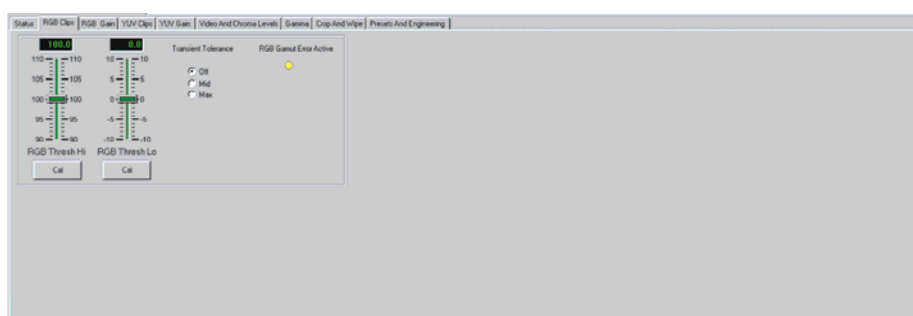 Status RGB Clips RGB Gain YUV Clips YUV Gain Video And Chroma Levels Gamma Crop And Wipe Presets And Engineering
100.0 0.0 Transient Tolerance RGB Gamut Error Active
110 110 10 10
Off
105 105 5 5
Mid
100 100 0 0
Max
95 95 -5 -5
90 90 -10 -10
RGB Thresh Hi RGB Thresh Lo
Cal Cal